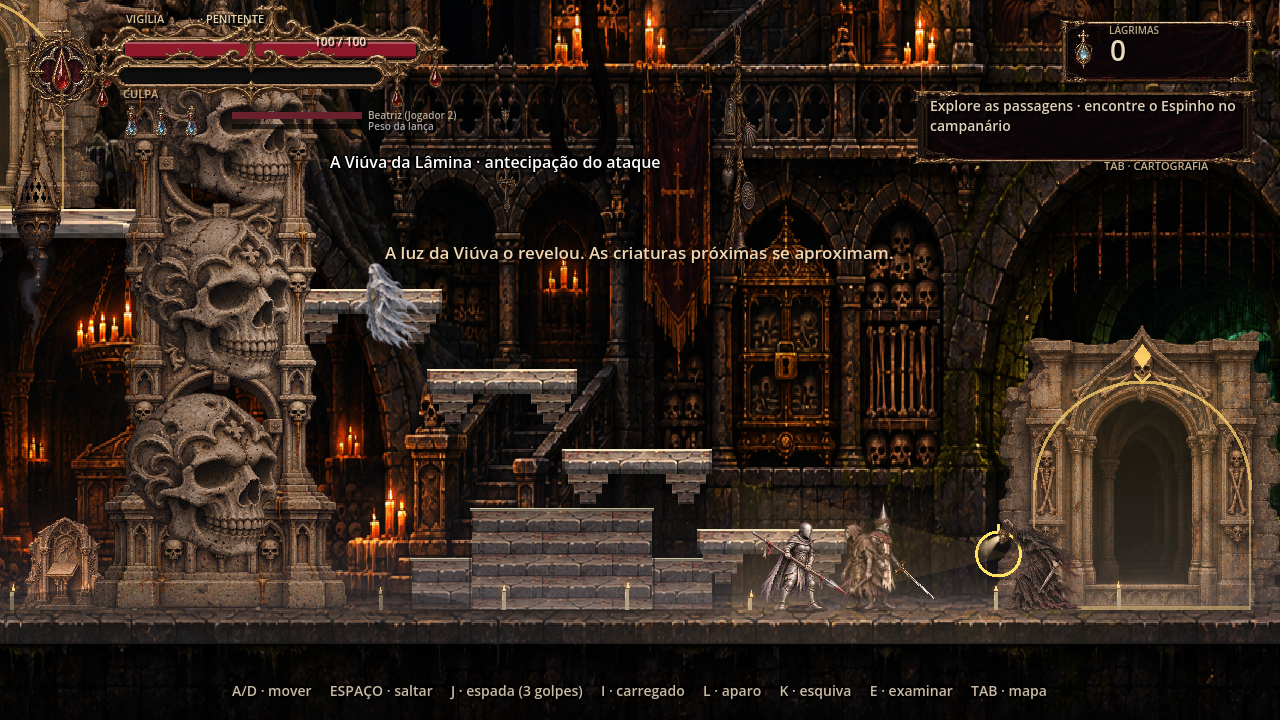 VIGÍLIA · PENITENTE
100 / 100
CULPA
Beatriz (Jogador 2)
Peso da lança
LÁGRIMAS
0
Explore as passagens · encontre o Espinho no
campanário
TAB · CARTOGRAFIA
A Viúva da Lâmina · antecipação do ataque
A luz da Viúva o revelou. As criaturas próximas se aproximam.
A/D · mover ESPAÇO · saltar J · espada (3 golpes) I · carregado L · aparo K · esquiva E · examinar TAB · mapa